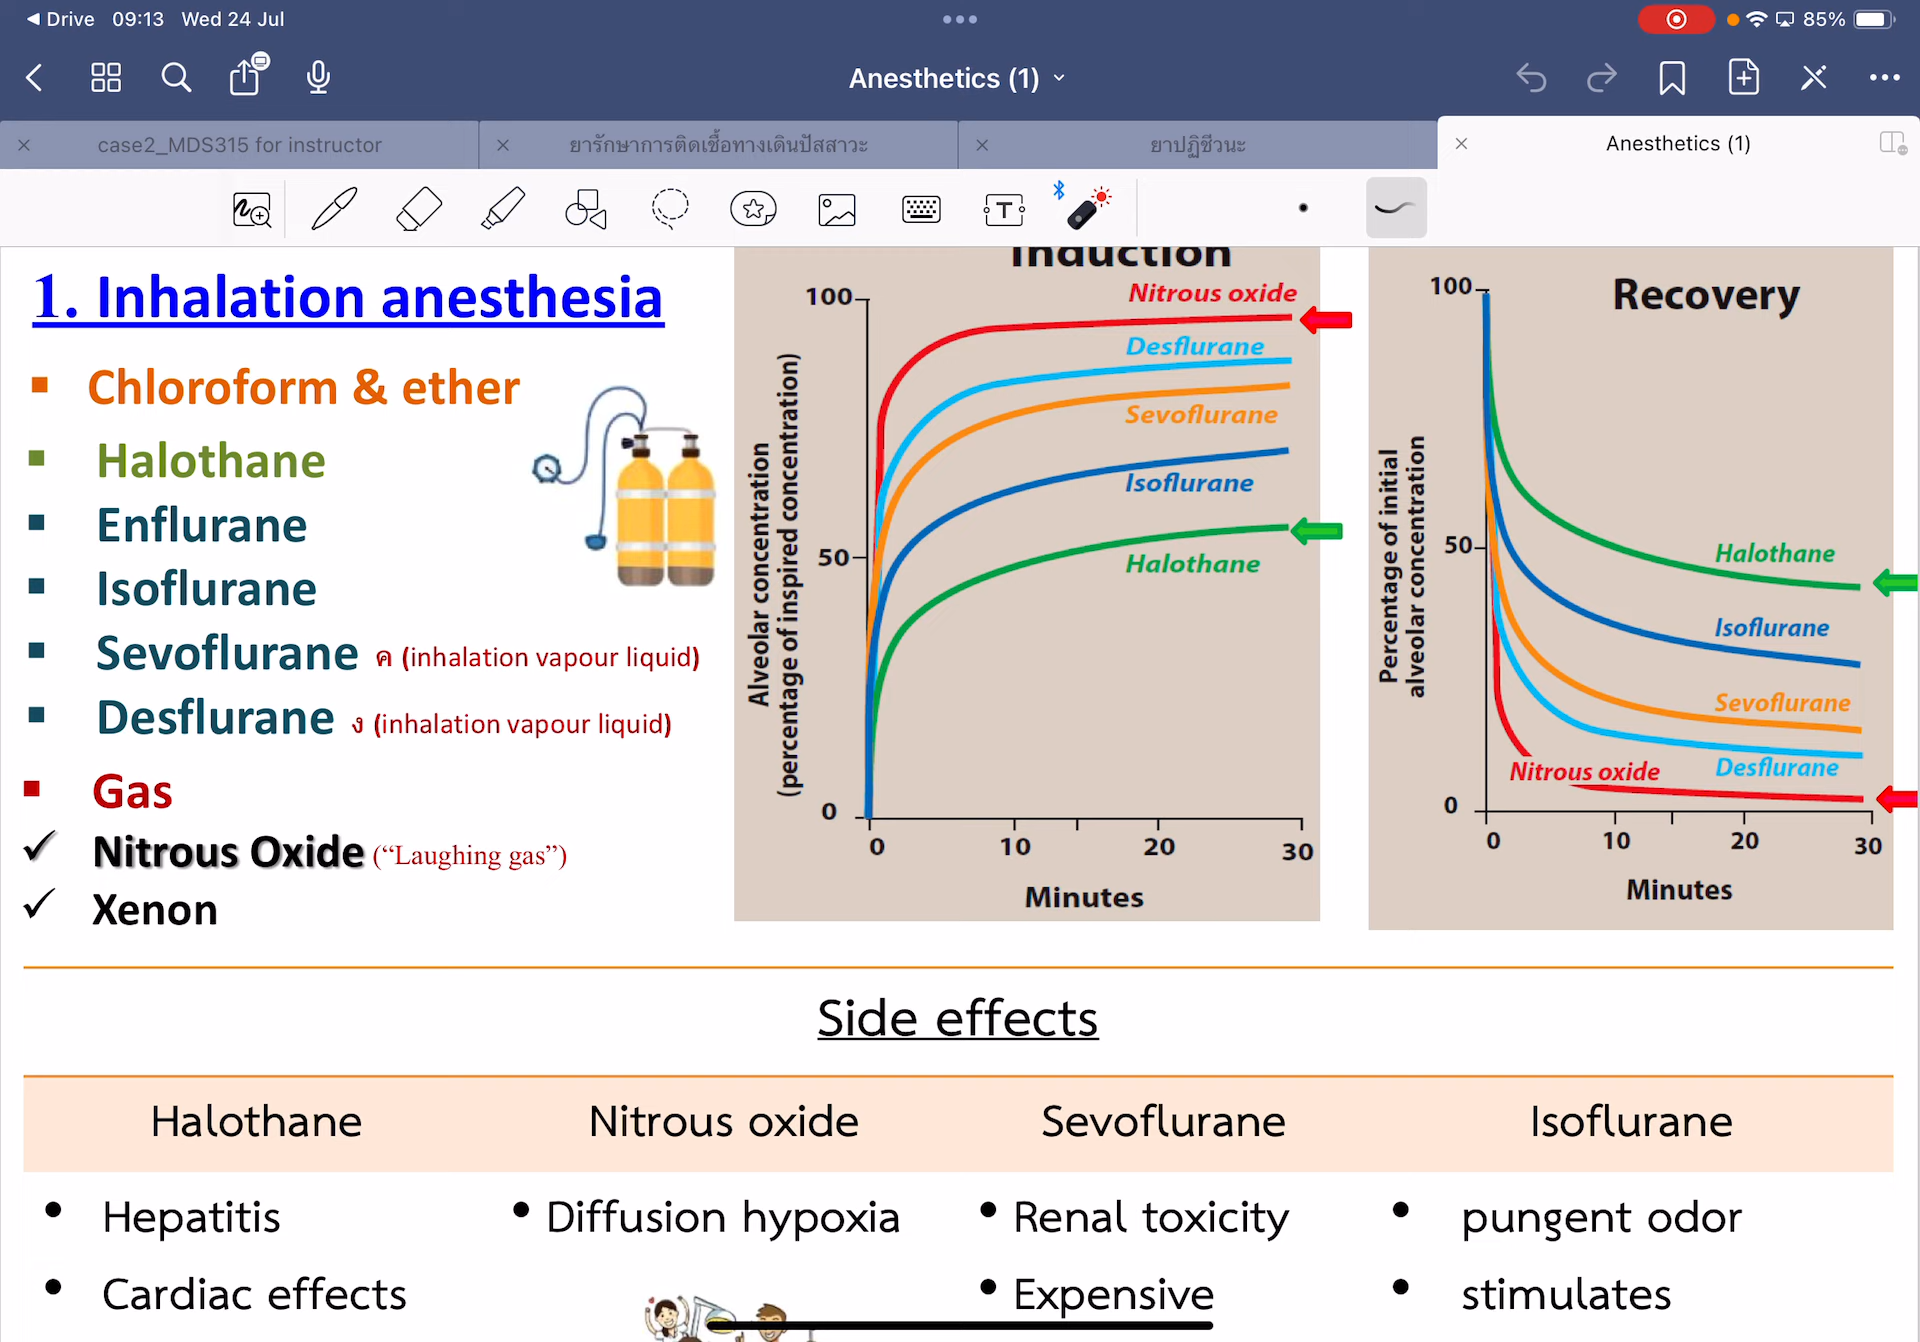 Drive 09:13 Wed 24 Jul
85%
Anesthetics (1)
case2_MDS315 for instructor
ยารักษาการติดเชื้อทางเดินปัสสาวะ
ยาปฏิชีวนะ
Anesthetics (1)
1. Inhalation anesthesia
Chloroform & ether
Halothane
Enflurane
Isoflurane
Sevoflurane ค (inhalation vapour liquid)
Desflurane ง (inhalation vapour liquid)
Gas
Nitrous Oxide (“Laughing gas”)
Xenon
Induction
Alveolar concentration
(percentage of inspired concentration)
100
50
0
Nitrous oxide
Desflurane
Sevoflurane
Isoflurane
Halothane
0 10 20 30
Minutes
Recovery
Percentage of initial
alveolar concentration
100
50
0
Halothane
Isoflurane
Sevoflurane
Nitrous oxide
Desflurane
0 10 20 30
Minutes
Side effects
Halothane Nitrous oxide Sevoflurane Isoflurane
• Hepatitis • Diffusion hypoxia • Renal toxicity • pungent odor
• Cardiac effects • Expensive • stimulates